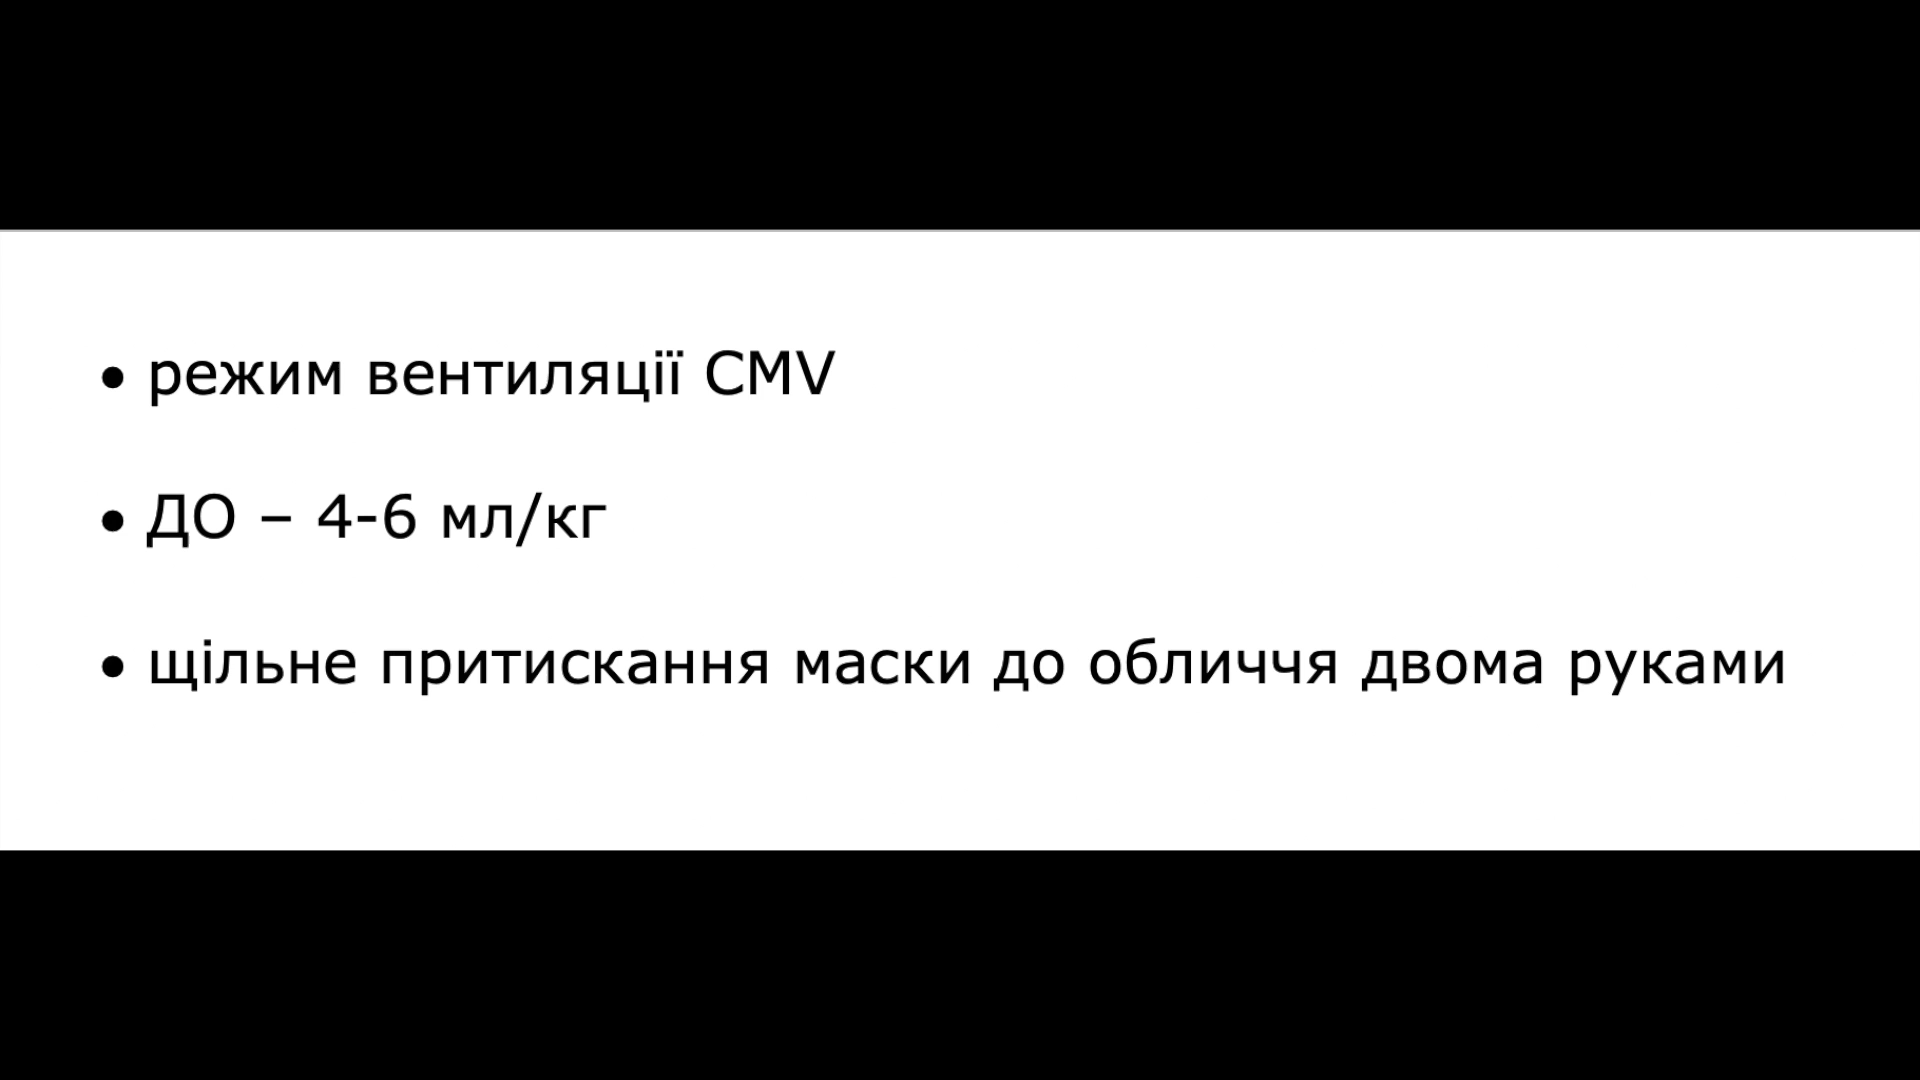 • режим вентиляції CMV
• ДО – 4-6 мл/кг
• щільне притискання маски до обличчя двома руками